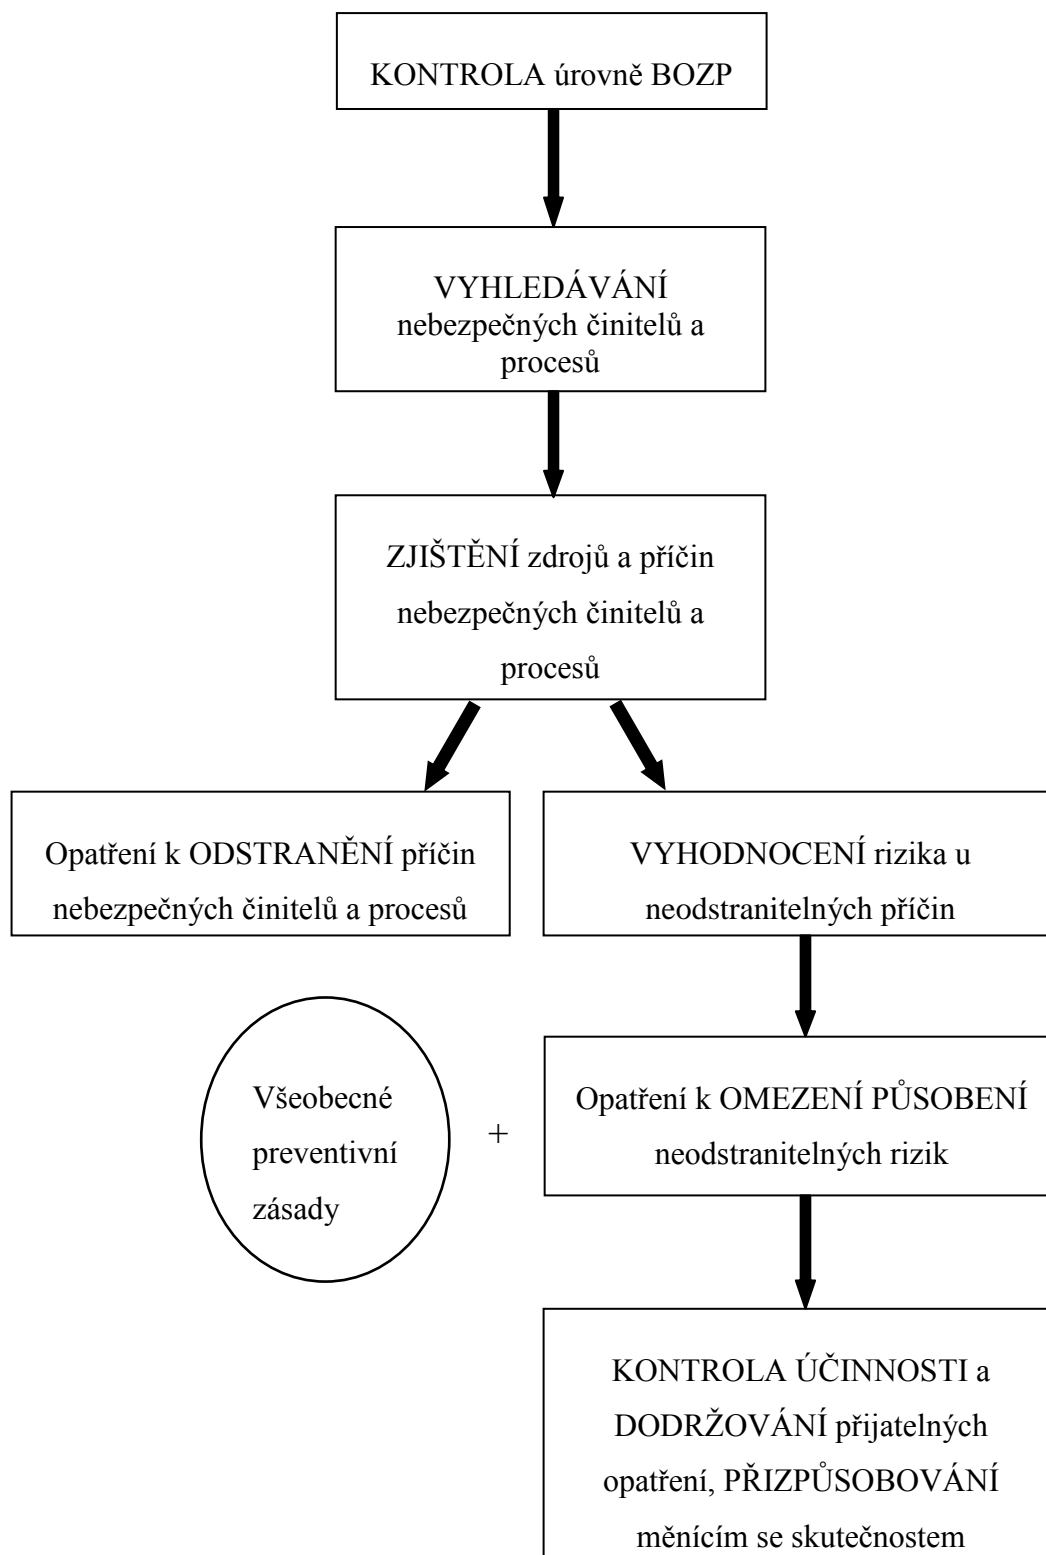 KONTROLA úrovně BOZP
VYHLEDÁVÁNÍ
nebezpečných činitelů a
procesů
ZJIŠTĚNÍ zdrojů a příčin
nebezpečných činitelů a
procesů
Opatření k ODSTRANĚNÍ příčin
nebezpečných činitelů a procesů
VYHODNOCENÍ rizika u
neodstranitelných příčin
Všeobecné
preventivní
zásady
+
Opatření k OMEZENÍ PŮSOBENÍ
neodstranitelných rizik
KONTROLA ÚČINNOSTI a
DODRŽOVÁNÍ přijatelných
opatření, PŘIZPŮSOBOVÁNÍ
měnícím se skutečnostem